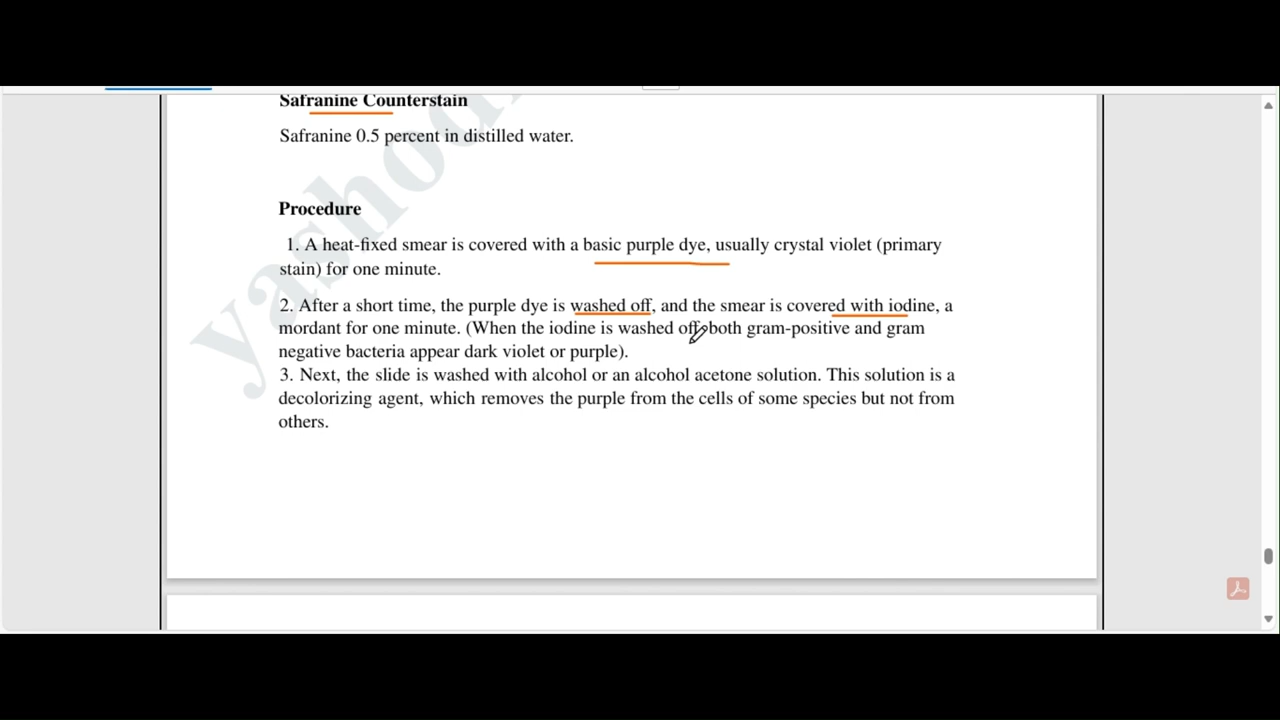 Safranine Counterstain
Safranine 0.5 percent in distilled water.
Procedure
1. A heat-fixed smear is covered with a basic purple dye, usually crystal violet (primary
stain) for one minute.
2. After a short time, the purple dye is washed off, and the smear is covered with iodine, a
mordant for one minute. (When the iodine is washed off both gram-positive and gram
negative bacteria appear dark violet or purple).
3. Next, the slide is washed with alcohol or an alcohol acetone solution. This solution is a
decolorizing agent, which removes the purple from the cells of some species but not from
others.
yashod